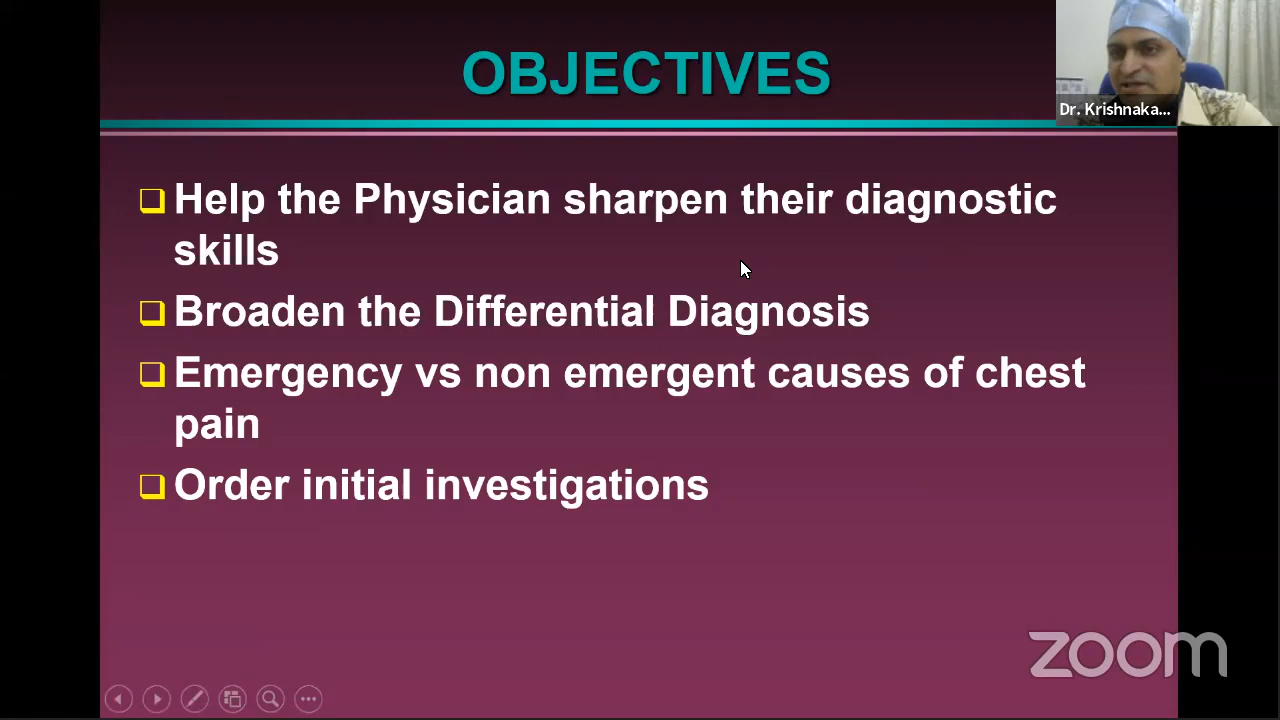 OBJECTIVES
Dr. Krishnaka...
Help the Physician sharpen their diagnostic
skills
Broaden the Differential Diagnosis
Emergency vs non emergent causes of chest
pain
Order initial investigations
zoom